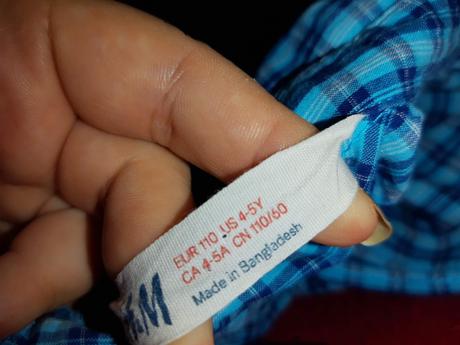 EUR 110 US 4-5Y
CA 4-5A CN 110/60
Made in Bangladesh